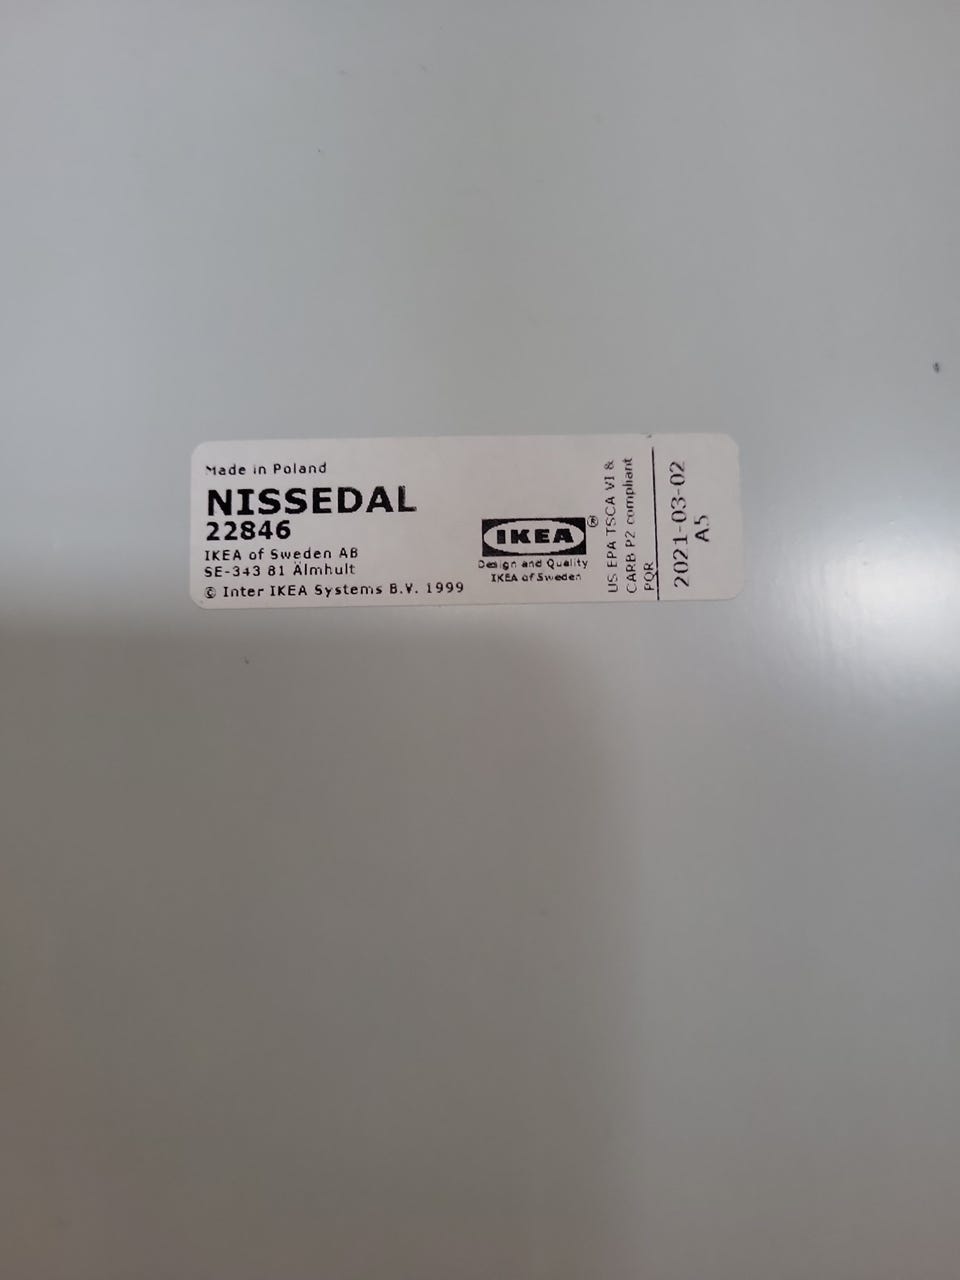 Made in Poland
NISSEDAL
22846
IKEA of Sweden AB
SE-343 81 Älmhult
© Inter IKEA Systems B.V. 1999
IKEA®
Design and Quality
IKEA of Sweden
US EPA TSCA VI &
CARB P2 compliant
PQR
2021-03-02
A5